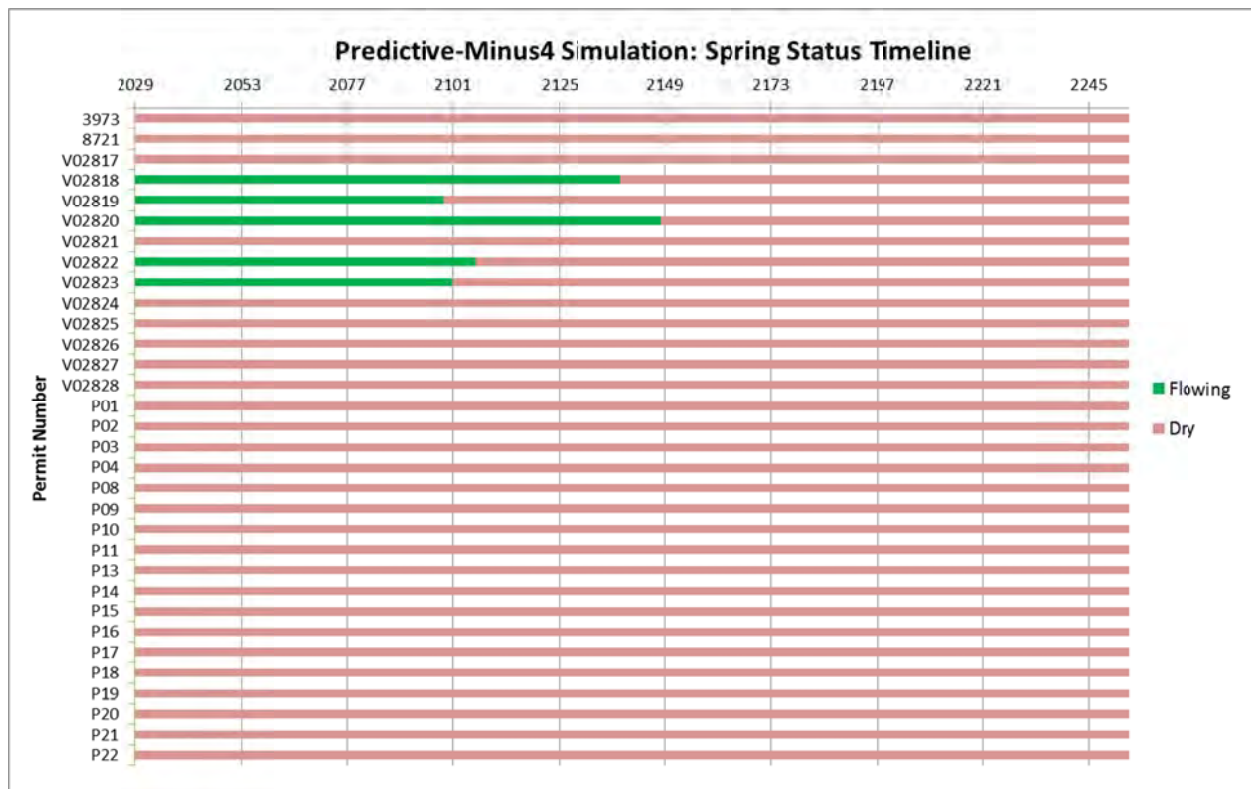 Predictive-Minus4 Simulation: Spring Status Timeline
2029 2053 2077 2101 2125 2149 2173 2197 2221 2245
3973
8721
V02817
V02818
V02819
V02820
V02821
V02822
V02823
V02824
V02825
V02826
V02827
V02828
P01
P02
P03
P04
P08
P09
P10
P11
P13
P14
P15
P16
P17
P18
P19
P20
P21
P22
Permit Number
Flowing
Dry